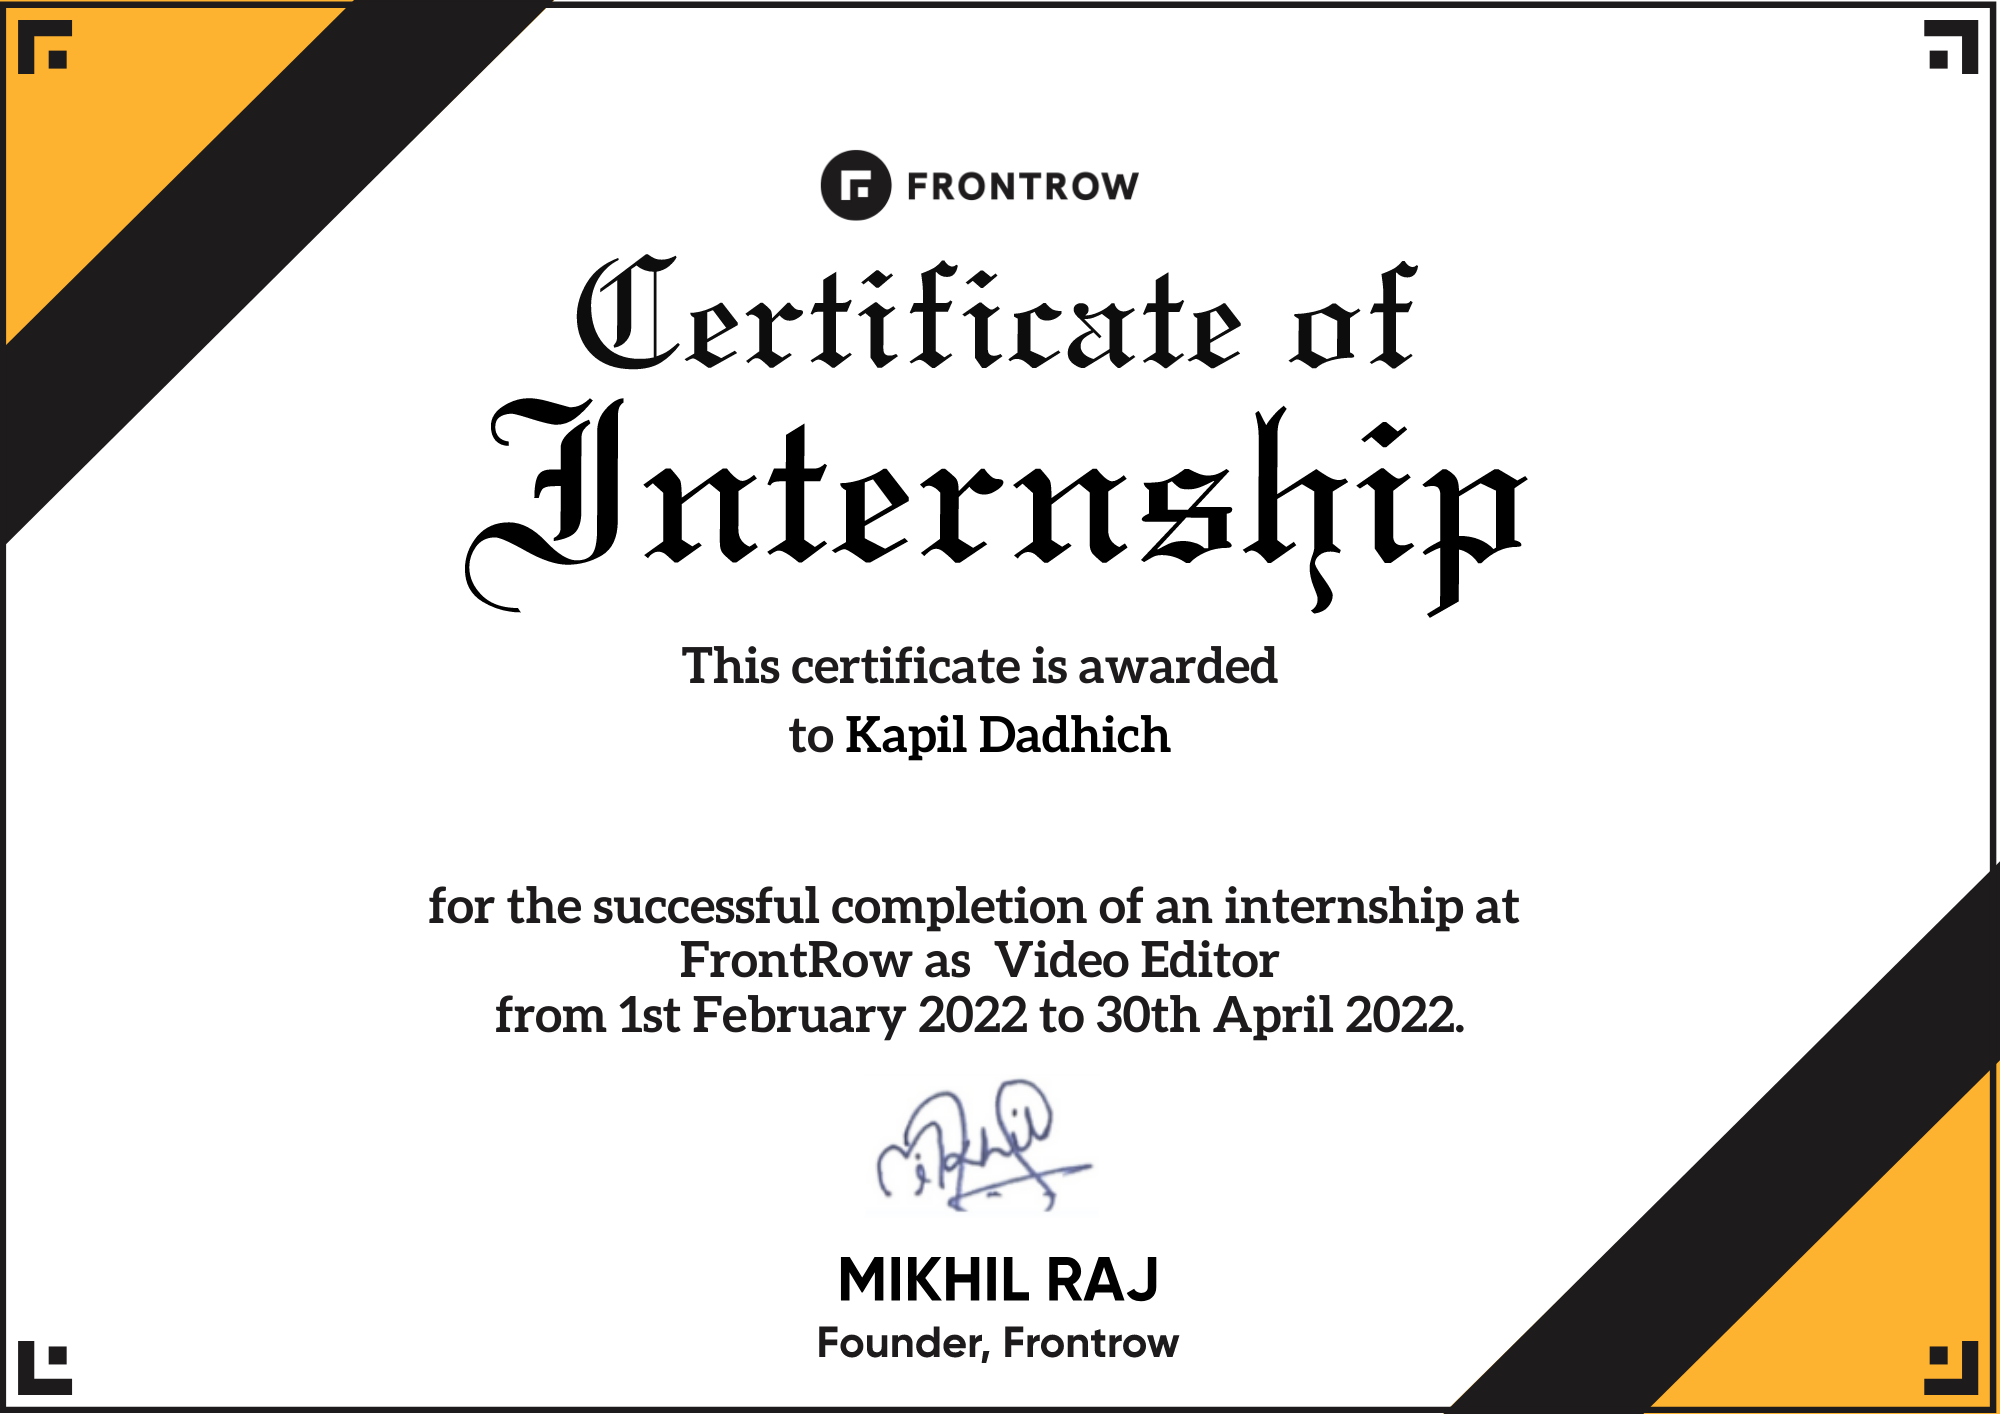 FRONTROW
Certificate of
Internship
This certificate is awarded
to Kapil Dadhich
for the successful completion of an internship at
FrontRow as  Video Editor
from 1st February 2022 to 30th April 2022.
Mikhil
MIKHIL RAJ
Founder, Frontrow